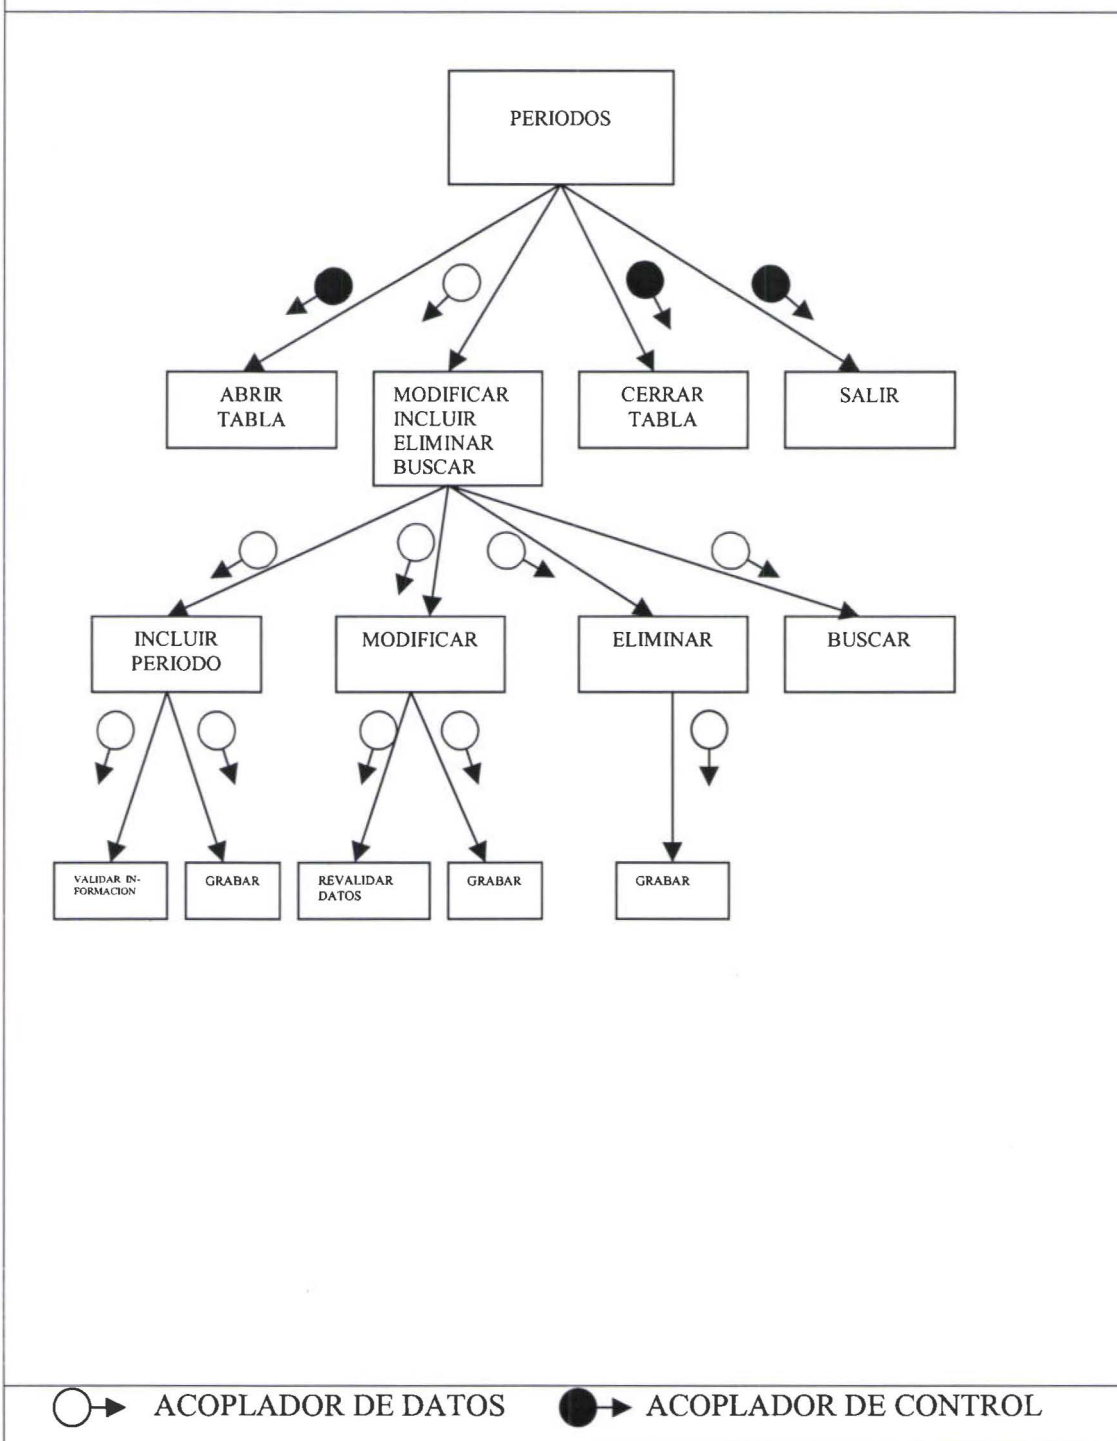 PERIODOS
ABRIR
TABLA
MODIFICAR
INCLUIR
ELIMINAR
BUSCAR
CERRAR
TABLA
SALIR
INCLUIR
PERIODO
MODIFICAR
ELIMINAR
BUSCAR
VALIDAR IN-
FORMACION
GRABAR
REVALIDAR
DATOS
GRABAR
GRABAR
ACOPLADOR DE DATOS
ACOPLADOR DE CONTROL